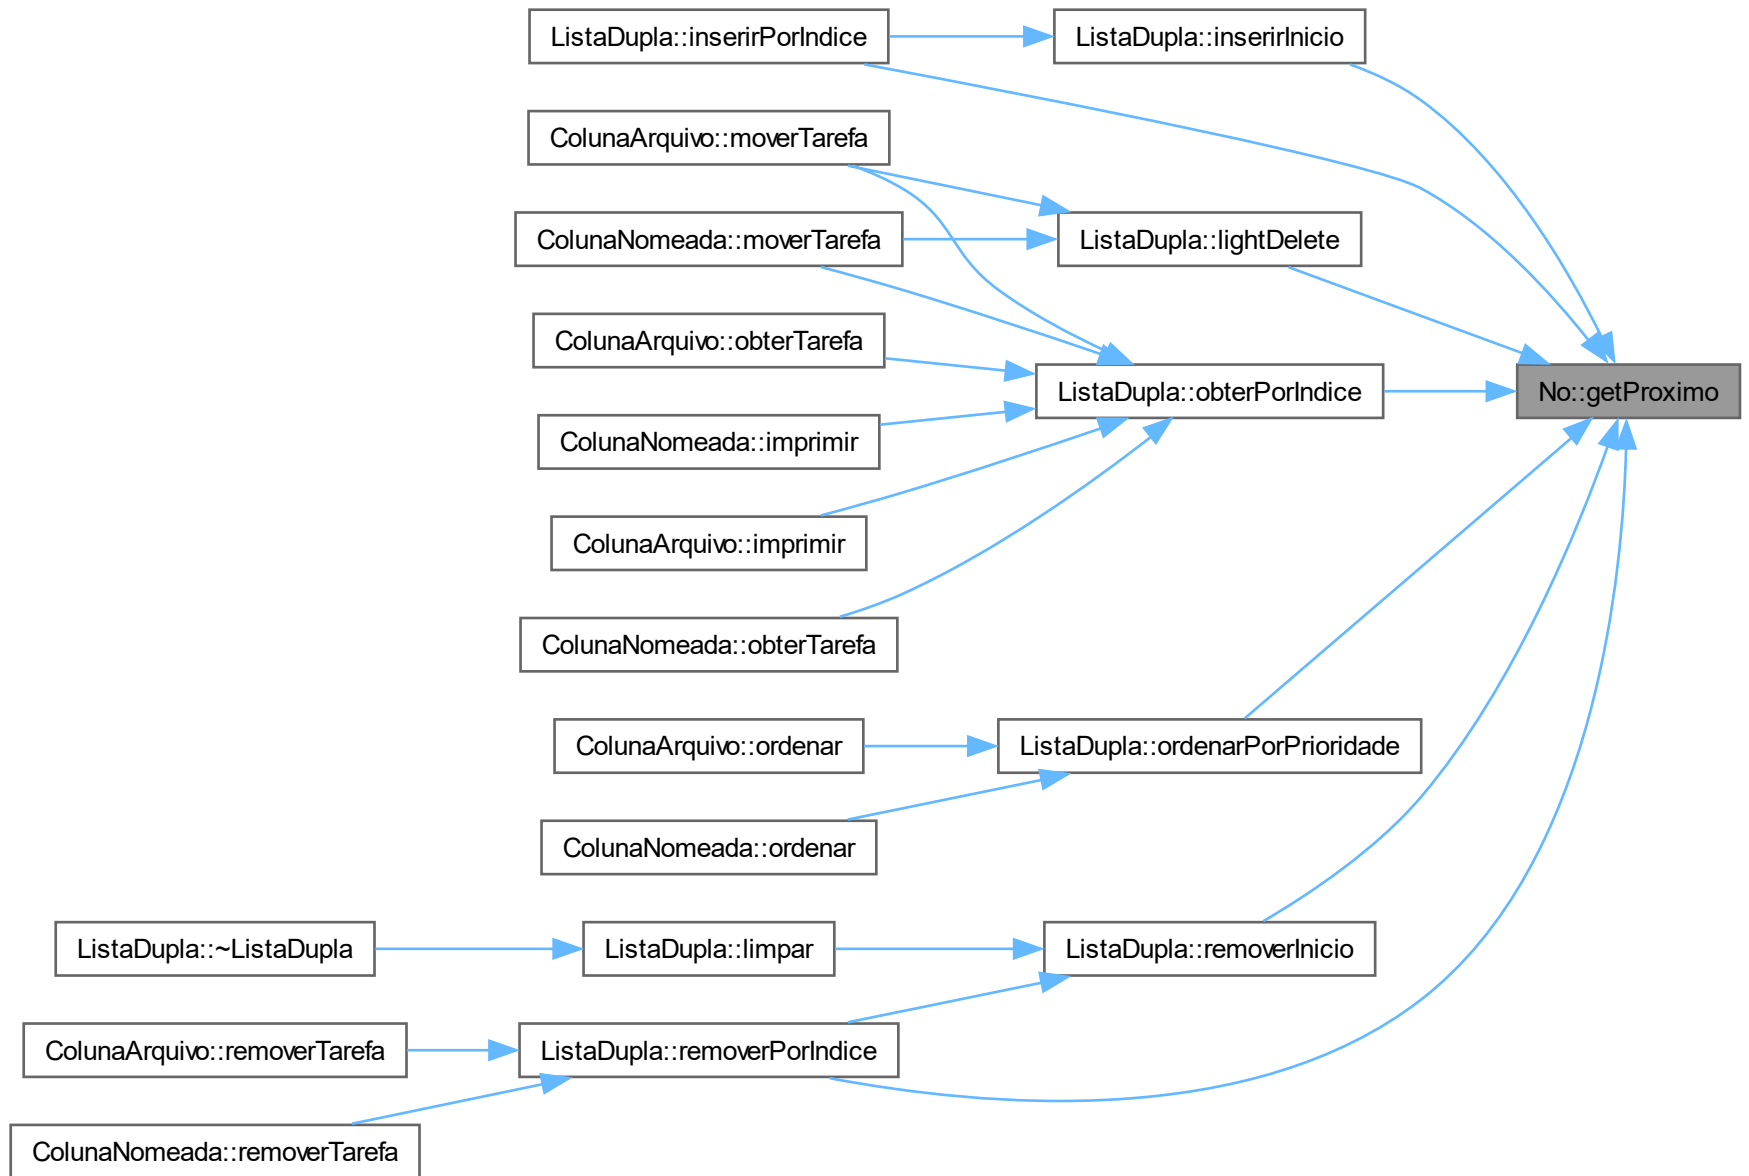 ListaDupla::inserirPorIndice
ListaDupla::inserirInicio
ColunaArquivo::moverTarefa
ColunaNomeada::moverTarefa
ListaDupla::lightDelete
ColunaArquivo::obterTarefa
ListaDupla::obterPorIndice
No::getProximo
ColunaNomeada::imprimir
ColunaArquivo::imprimir
ColunaNomeada::obterTarefa
ColunaArquivo::ordenar
ListaDupla::ordenarPorPrioridade
ColunaNomeada::ordenar
ListaDupla::~ListaDupla
ListaDupla::limpar
ListaDupla::removerInicio
ColunaArquivo::removerTarefa
ListaDupla::removerPorIndice
ColunaNomeada::removerTarefa